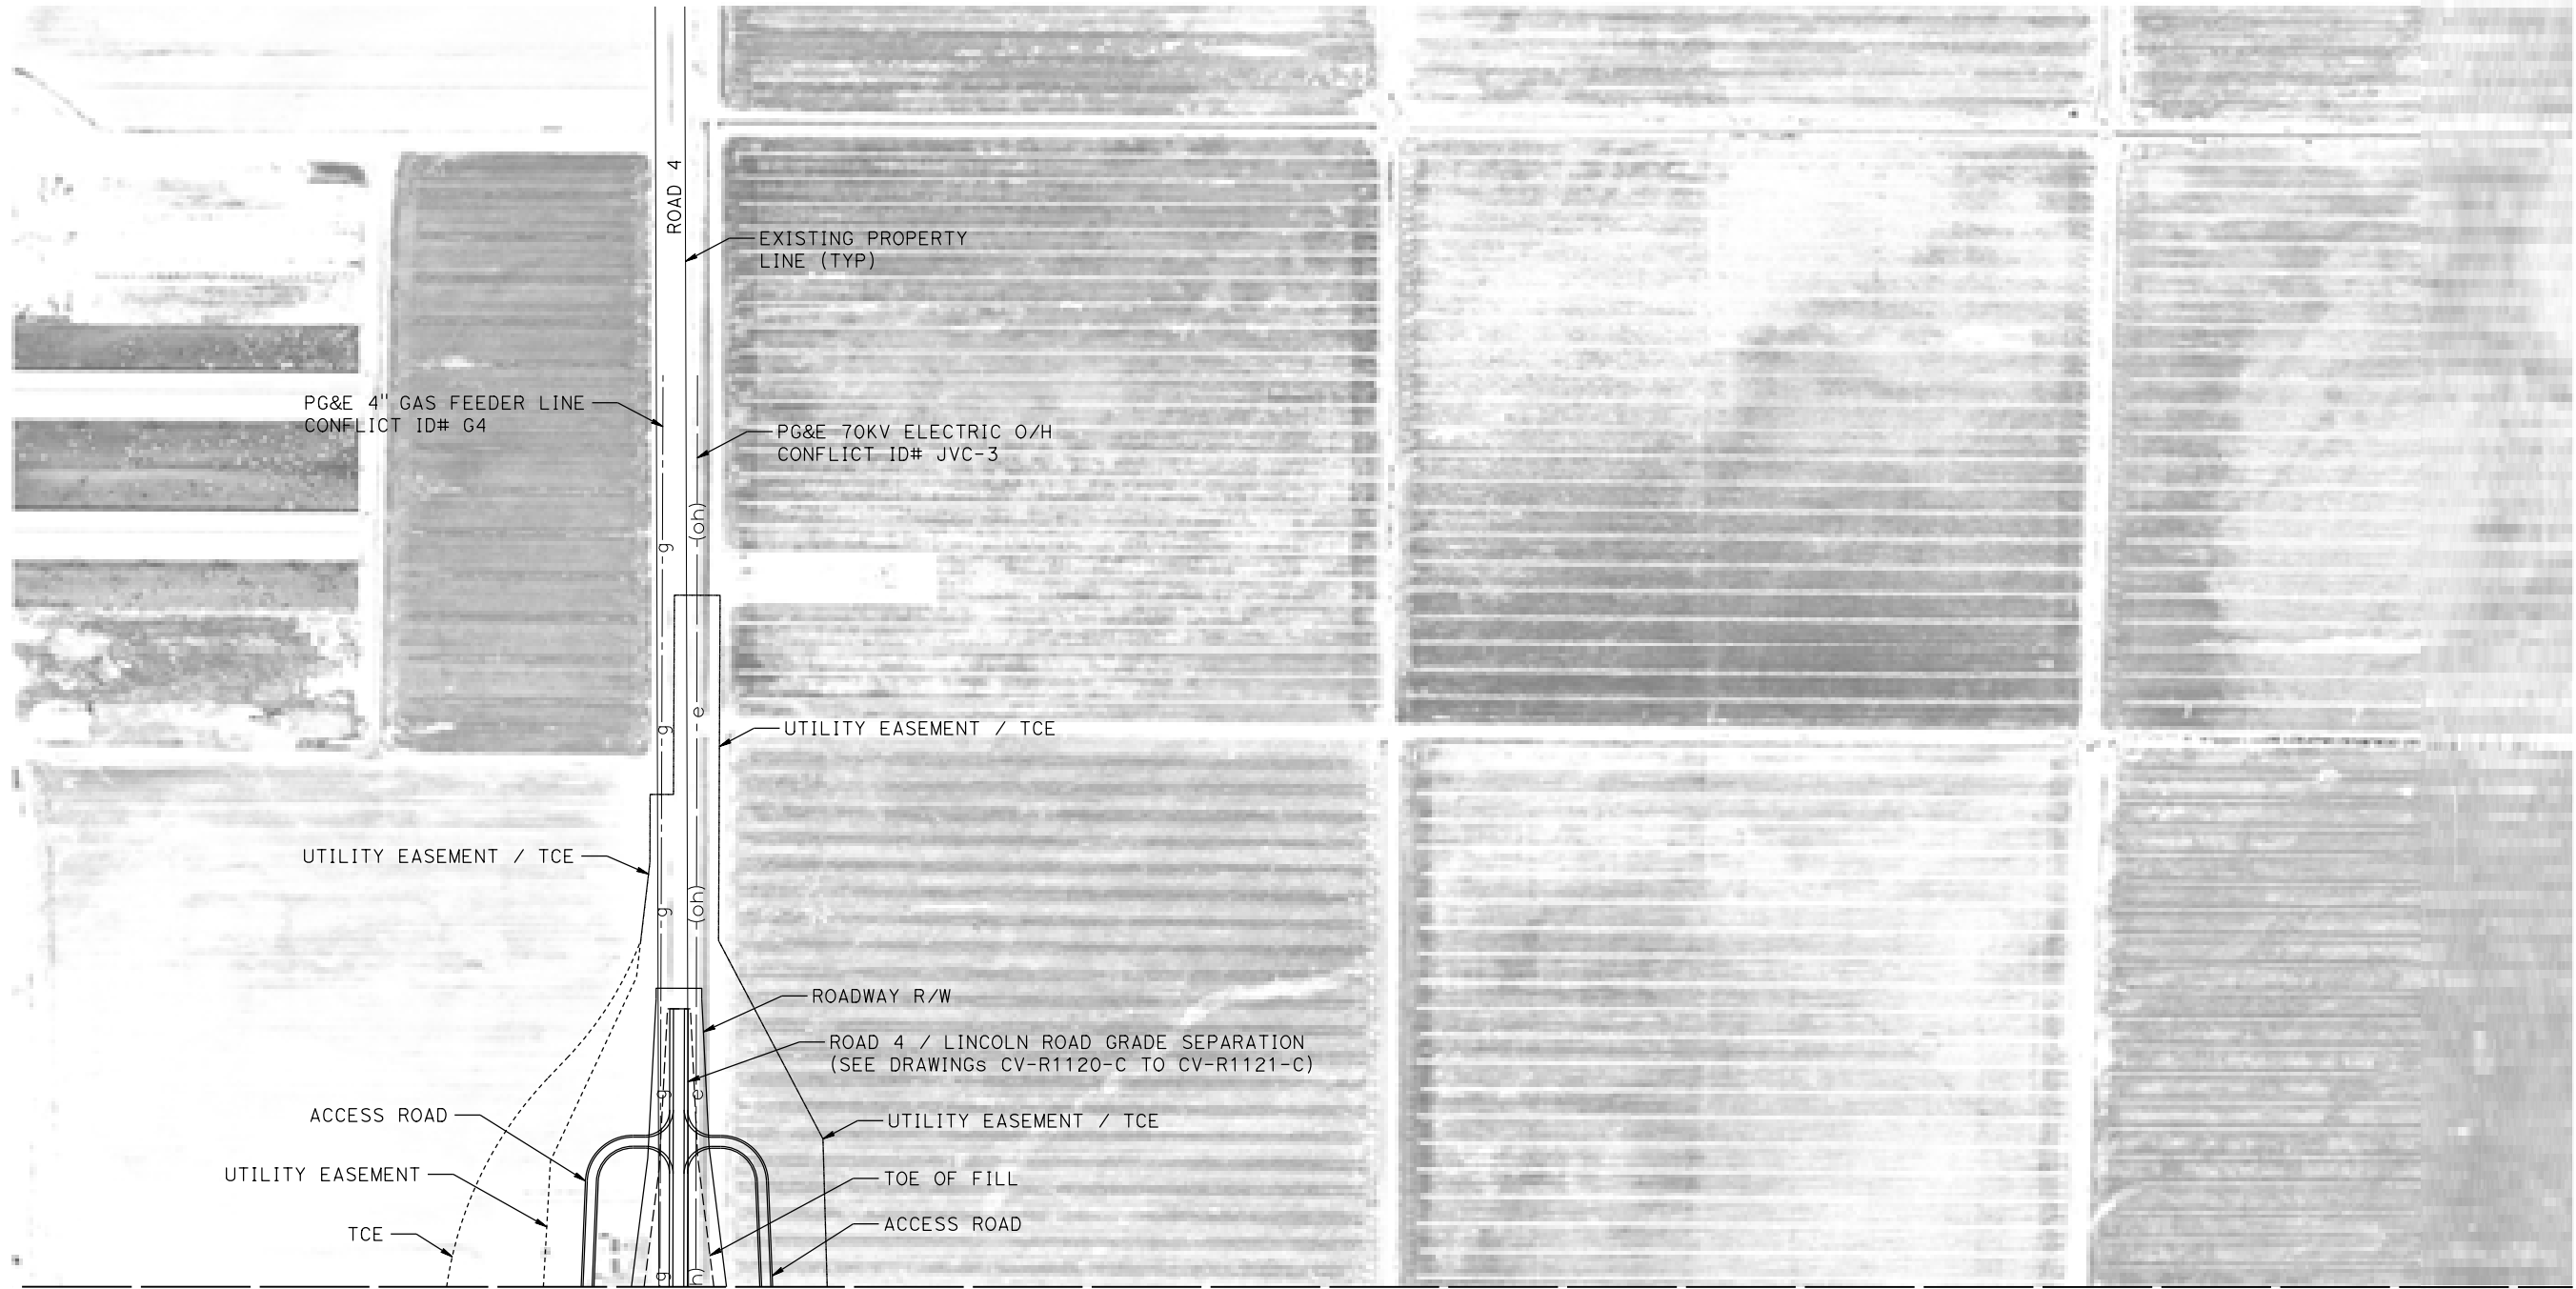 ROAD 4
EXISTING PROPERTY
LINE (TYP)
PG&E 4" GAS FEEDER LINE
CONFLICT ID# G4
PG&E 70KV ELECTRIC O/H
CONFLICT ID# JVC-3
(oh)
g
e
g
UTILITY EASEMENT / TCE
UTILITY EASEMENT / TCE
(oh)
g
ROADWAY R/W
ROAD 4 / LINCOLN ROAD GRADE SEPARATION
(SEE DRAWINGs CV-R1120-C TO CV-R1121-C)
g
e
ACCESS ROAD
UTILITY EASEMENT / TCE
UTILITY EASEMENT
TOE OF FILL
ACCESS ROAD
TCE
g
h)